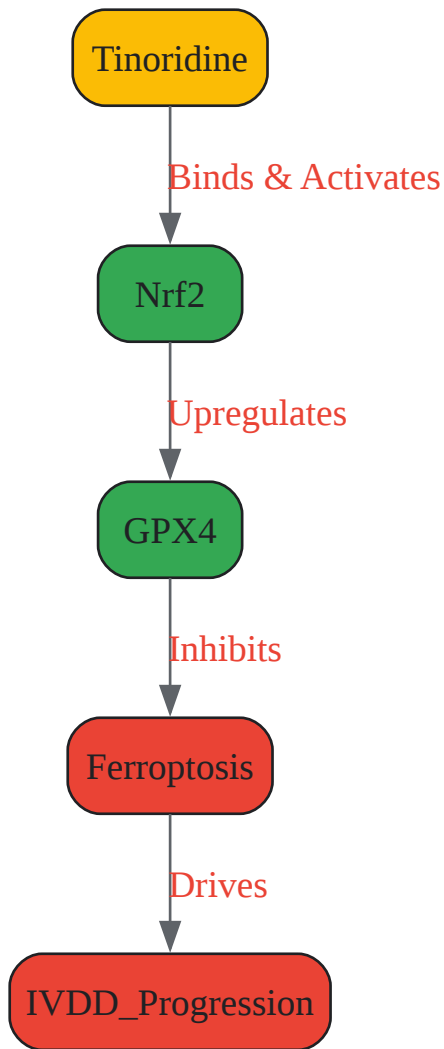 Tinoridine
Binds & Activates
Nrf2
Upregulates
GPX4
Inhibits
Ferroptosis
Drives
IVDD_Progression